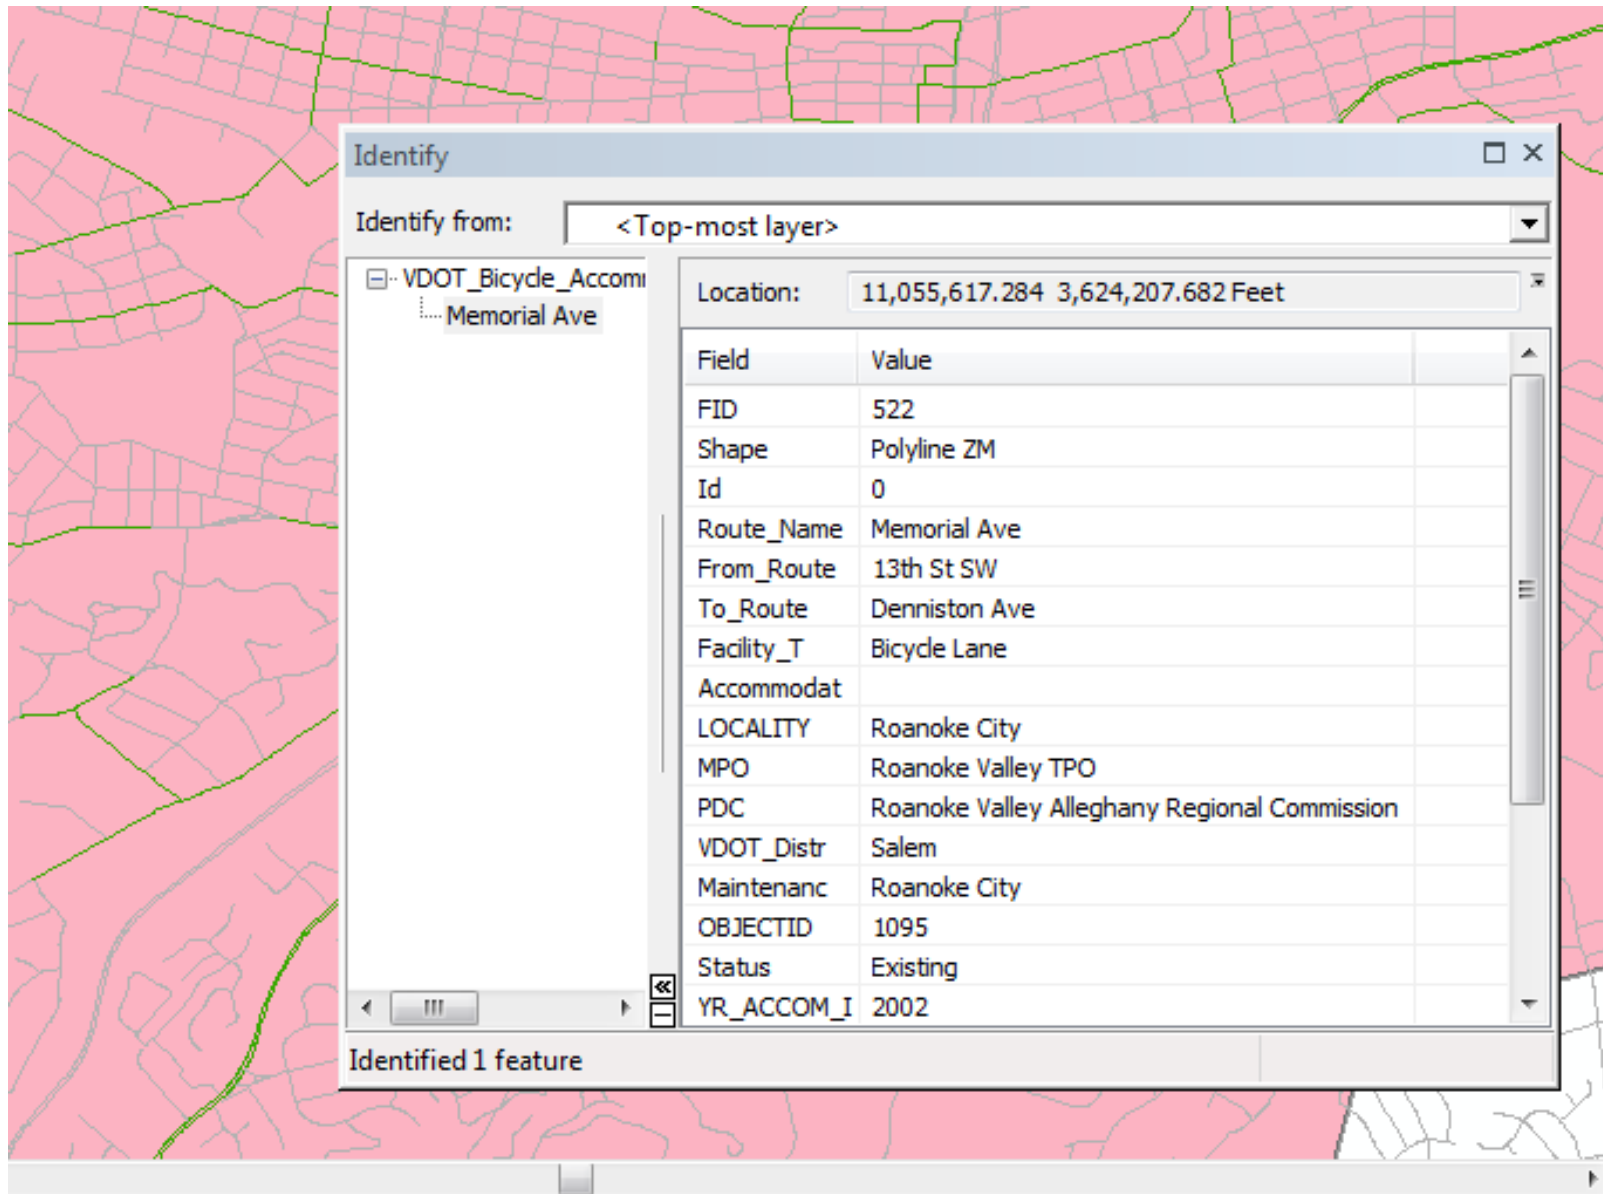 Identify
Identify from: <Top-most layer>
VDOT_Bicycle_Accom
Memorial Ave
Location: 11,055,617.284 3,624,207.682 Feet
Field Value
FID 522
Shape Polyline ZM
Id 0
Route_Name Memorial Ave
From_Route 13th St SW
To_Route Denniston Ave
Facility_T Bicycle Lane
Accommodat
LOCALITY Roanoke City
MPO Roanoke Valley TPO
PDC Roanoke Valley Alleghany Regional Commission
VDOT_Distr Salem
Maintenanc Roanoke City
OBJECTID 1095
Status Existing
YR_ACCOM_I 2002
Identified 1 feature